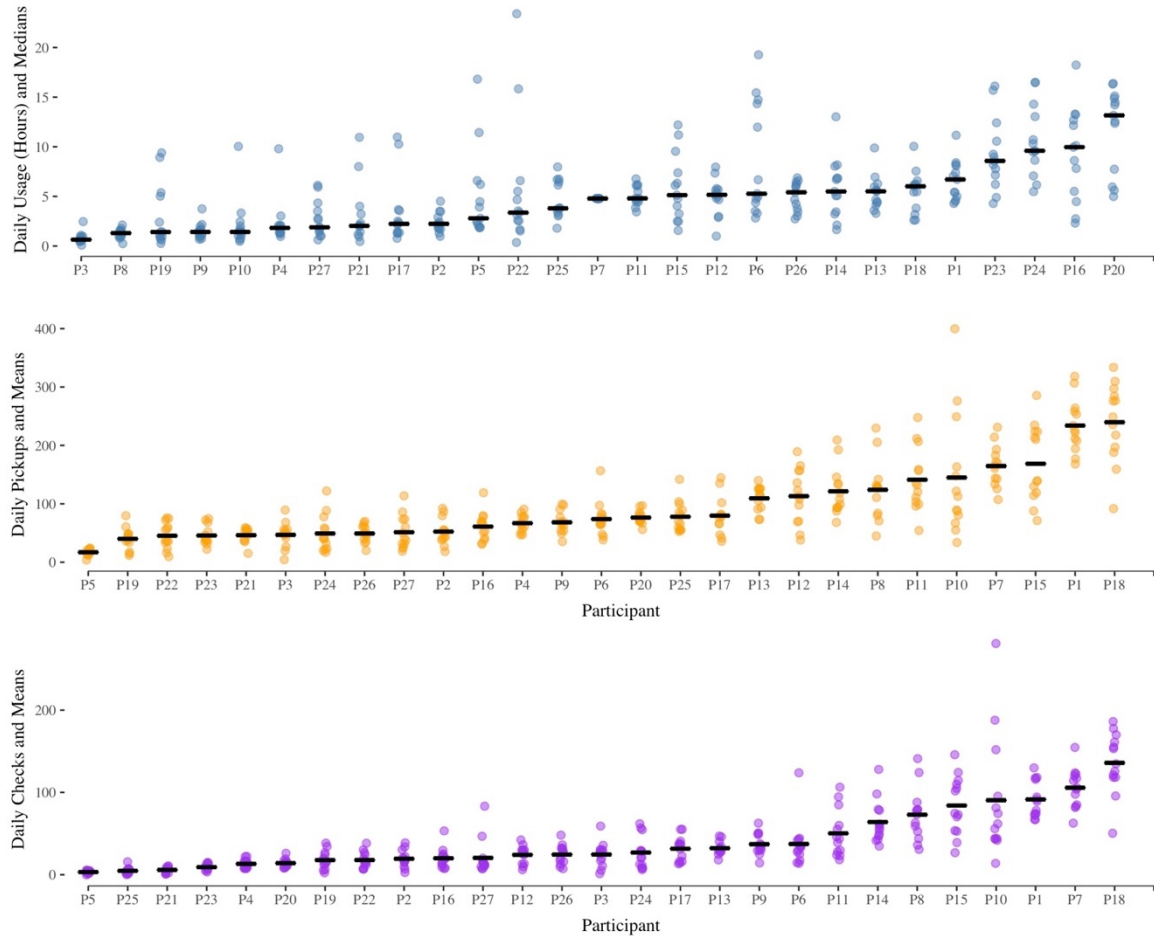 Daily Usage (Hours) and Medians
20
15
10
5
0
P3 P8 P19 P9 P10 P4 P27 P21 P17 P2 P5 P22 P25 P7 P11 P15 P12 P6 P26 P14 P13 P18 P1 P23 P24 P16 P20
Daily Pickups and Means
400
300
200
100
0
P5 P19 P22 P23 P21 P3 P24 P26 P27 P2 P16 P4 P9 P6 P20 P25 P17 P13 P12 P14 P8 P11 P10 P7 P15 P1 P18
Participant
Daily Checks and Means
200
100
0
P5 P25 P21 P23 P4 P20 P19 P22 P2 P16 P27 P12 P26 P3 P24 P17 P13 P9 P6 P11 P14 P8 P15 P10 P1 P7 P18
Participant